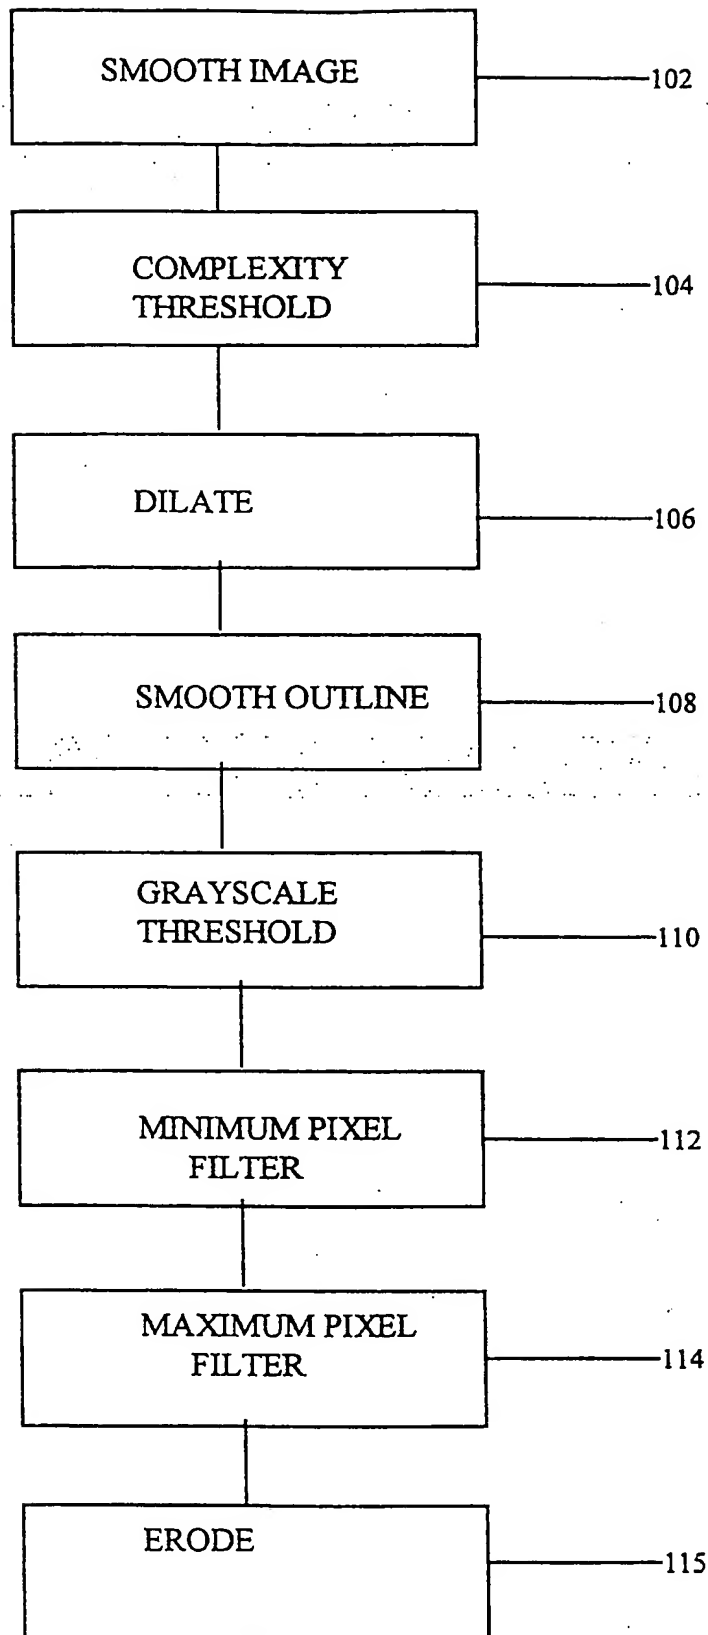 SMOOTH IMAGE
102
COMPLEXITY
THRESHOLD
104
DILATE
106
SMOOTH OUTLINE
108
GRAYSCALE
THRESHOLD
110
MINIMUM PIXEL
FILTER
112
MAXIMUM PIXEL
FILTER
114
ERODE
115